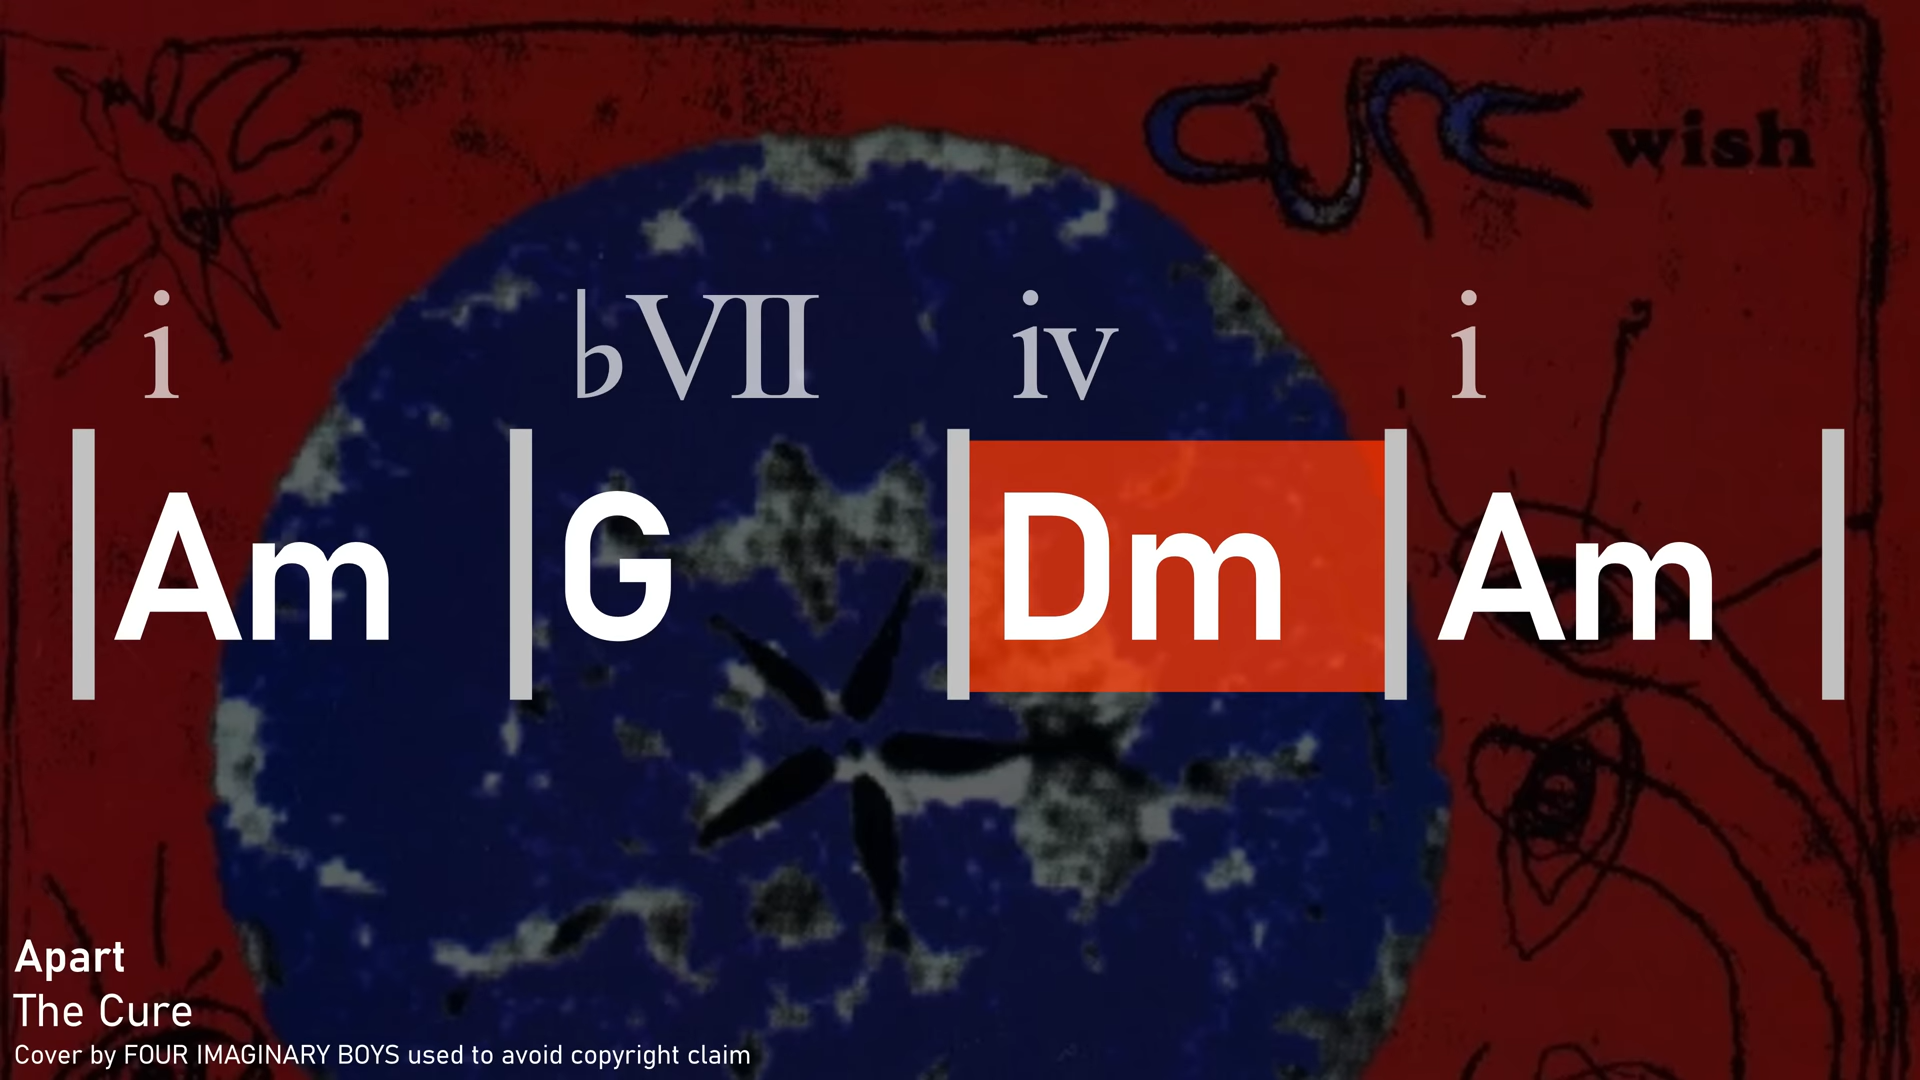 CURE wish
i ♭VII iv i
Am G Dm Am
Apart
The Cure
Cover by FOUR IMAGINARY BOYS used to avoid copyright claim